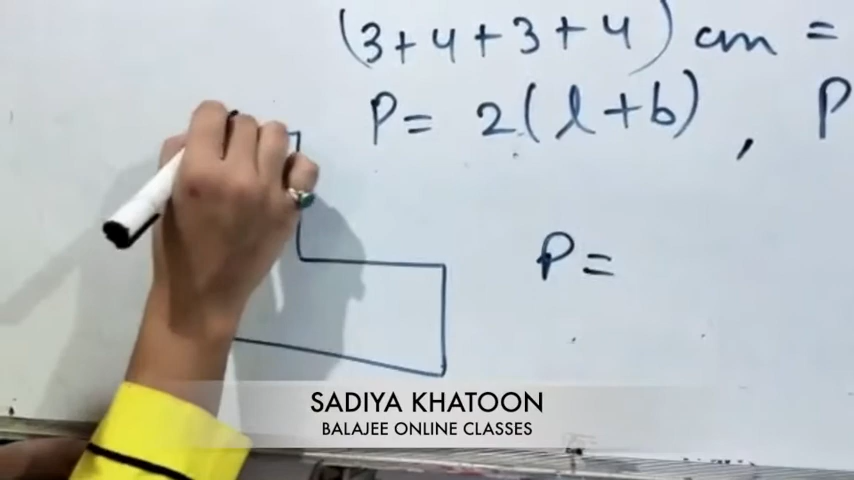 (3+4+3+4) cm =
P= 2(l+b) , P
P=
SADIYA KHATOON
BALAJEE ONLINE CLASSES